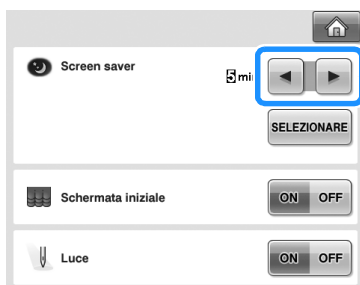 Screen saver
5 mi
SELEZIONARE
Schermata iniziale
ON OFF
Luce
ON OFF